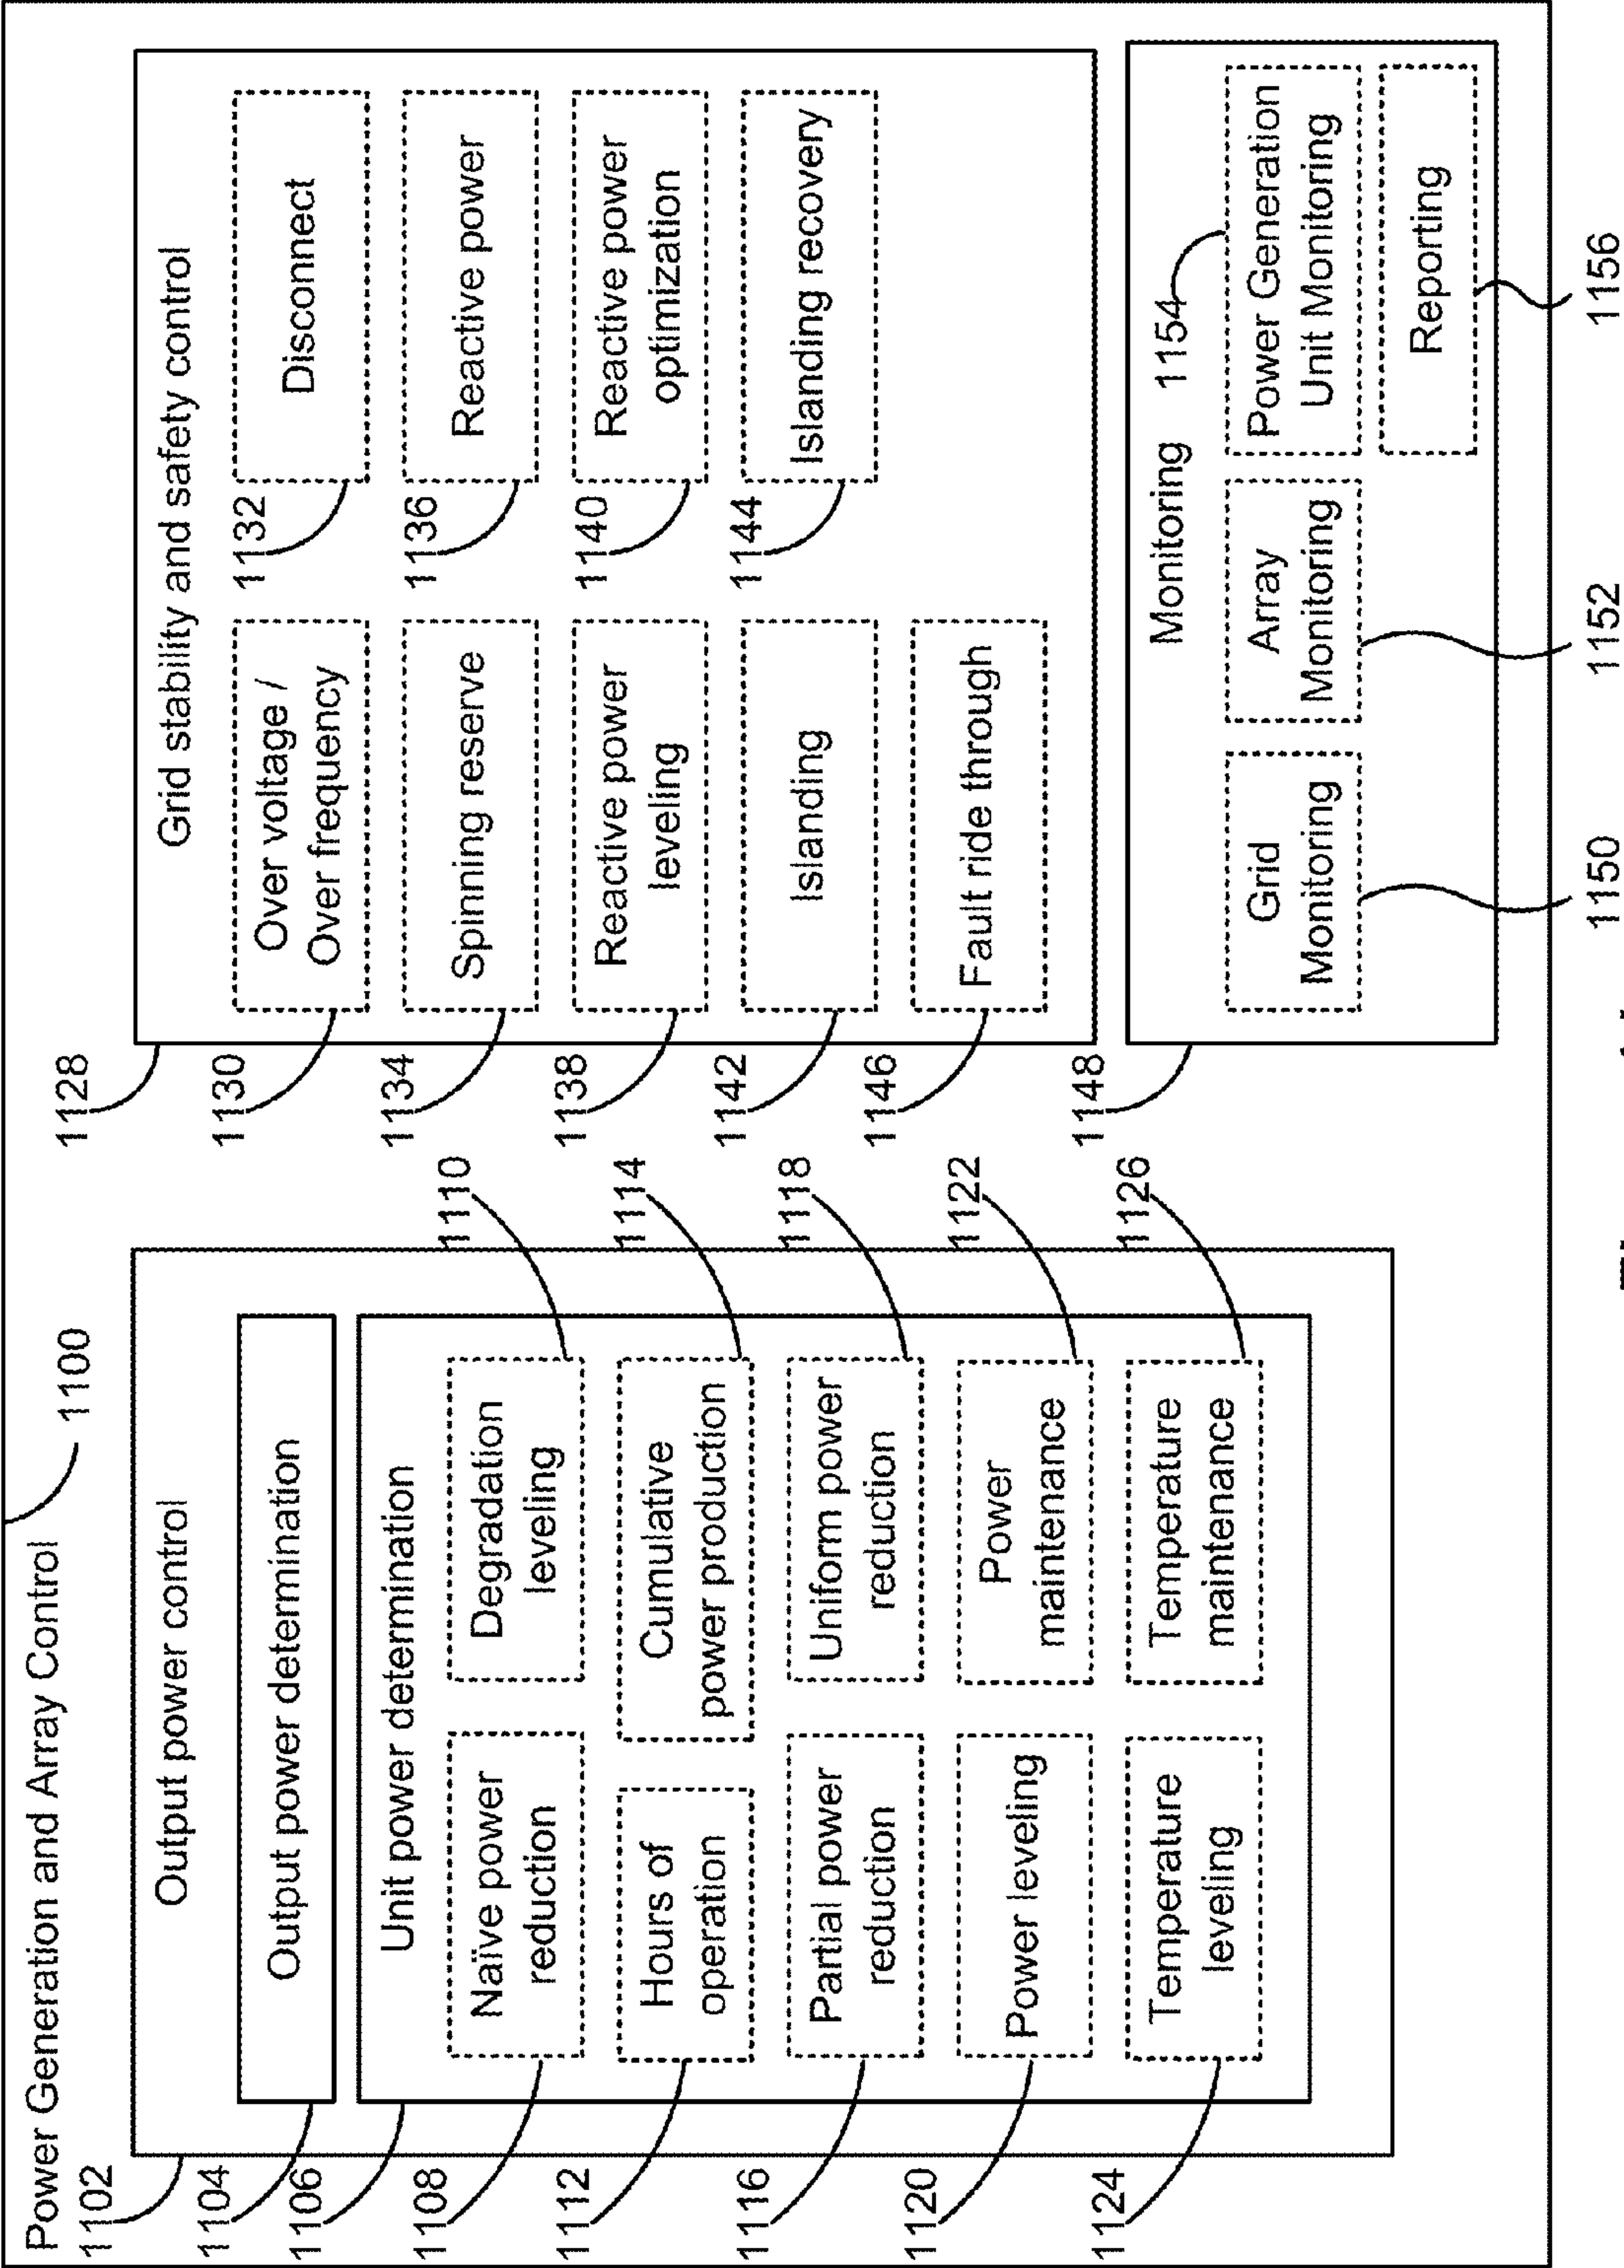 Power Generation and Array Control
1100
1102
Output power control
1104
Output power determination
1106
Unit power determination
1108
Naïve power
reduction
1110
Degradation
leveling
1112
Hours of
operation
1114
Cumulative
power production
1116
Partial power
reduction
1118
Uniform power
reduction
1120
Power leveling
1122
Power
maintenance
1124
Temperature
leveling
1126
Temperature
maintenance
1128
Grid stability and safety control
1130
Over voltage /
Over frequency
1132
Disconnect
1134
Spinning reserve
1136
Reactive power
1138
Reactive power
leveling
1140
Reactive power
optimization
1142
Islanding
1144
Islanding recovery
1146
Fault ride through
1148
Monitoring
1154
Grid
Monitoring
Array
Monitoring
Power Generation
Unit Monitoring
Reporting
1150
1152
1156